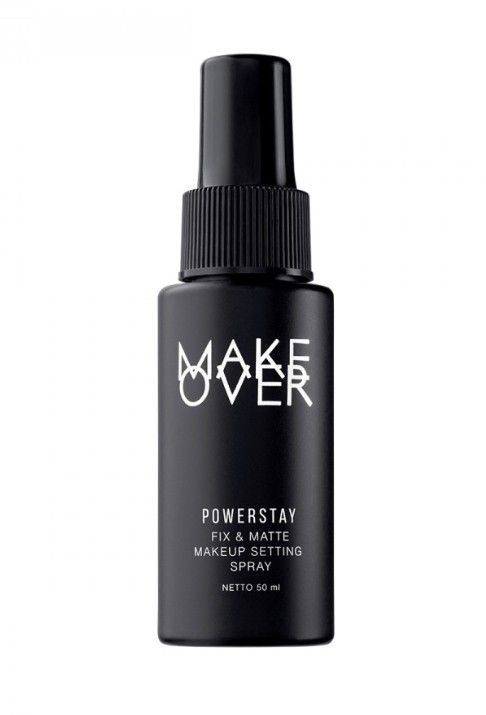 MAKE
OVER
POWERSTAY
FIX & MATTE
MAKEUP SETTING
SPRAY
NETTO 50 ml